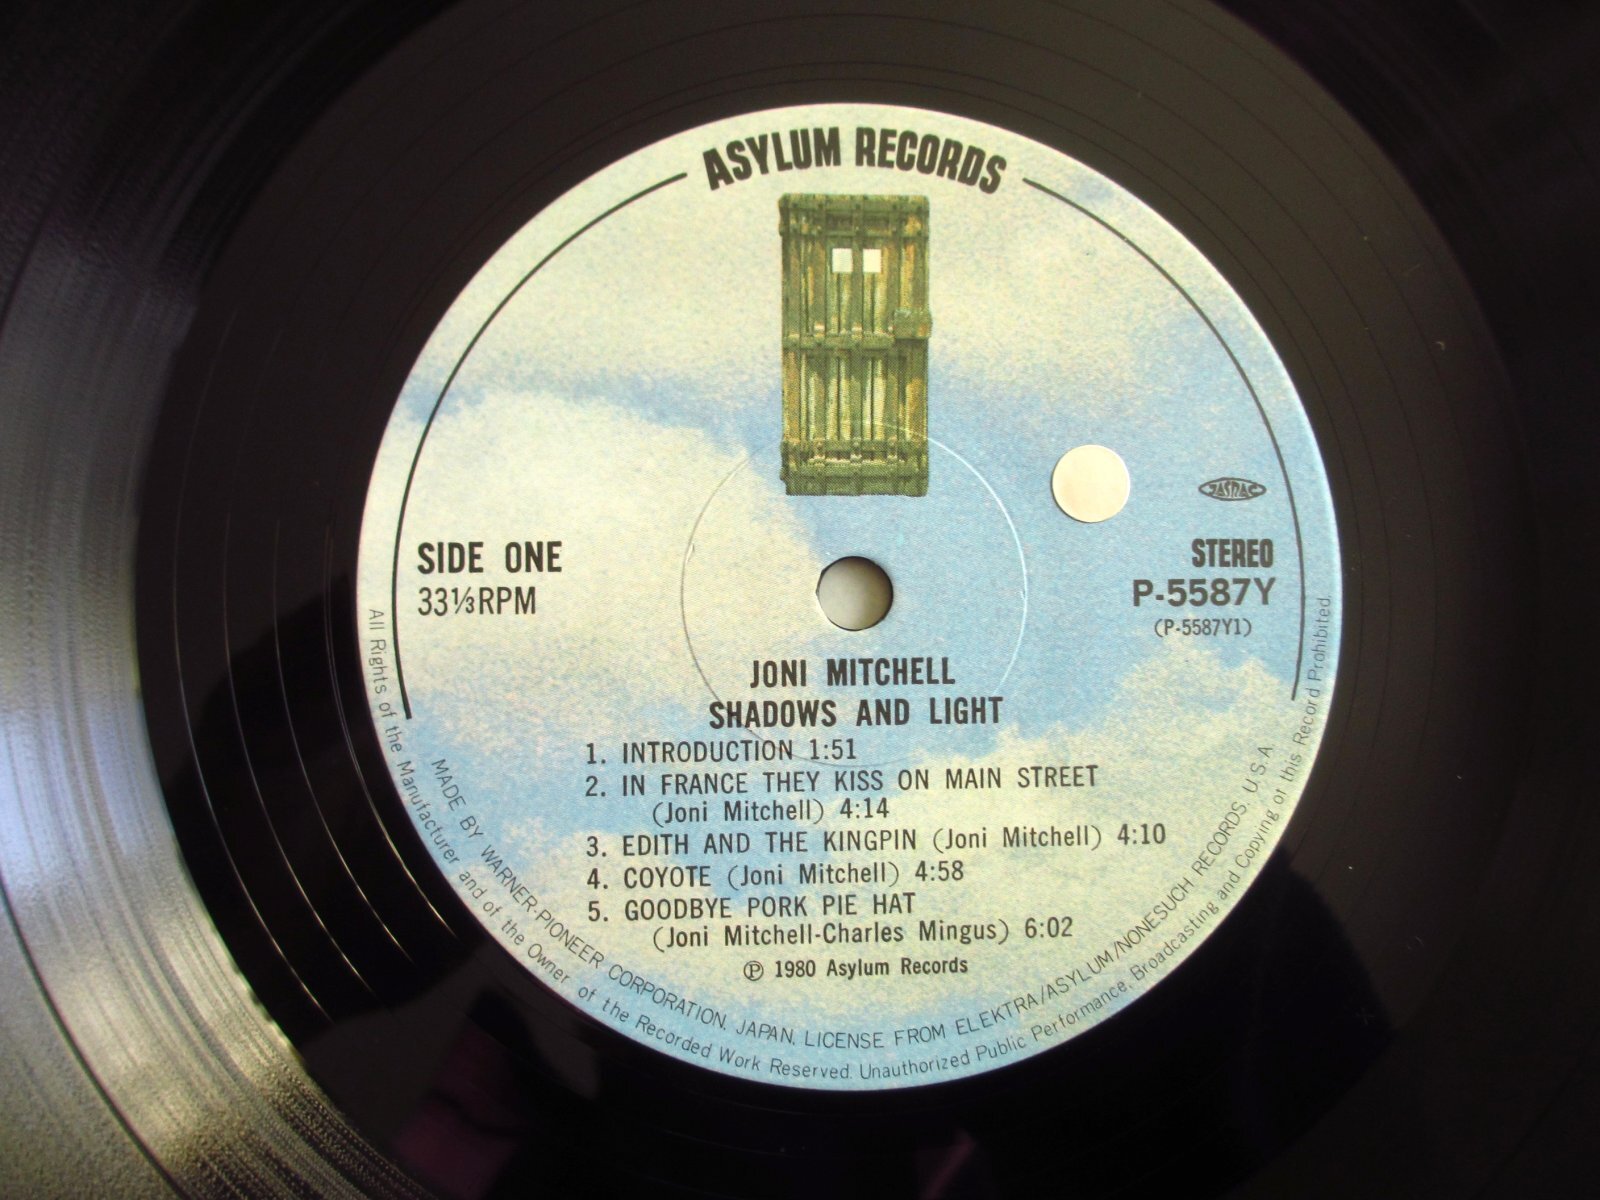 ASYLUM RECORDS
JASRAC
SIDE ONE
33⅓RPM
STEREO
P-5587Y
(P-5587Y1)
JONI MITCHELL
SHADOWS AND LIGHT
1. INTRODUCTION 1:51
2. IN FRANCE THEY KISS ON MAIN STREET
(Joni Mitchell) 4:14
3. EDITH AND THE KINGPIN (Joni Mitchell) 4:10
4. COYOTE (Joni Mitchell) 4:58
5. GOODBYE PORK PIE HAT
(Joni Mitchell-Charles Mingus) 6:02
Ⓟ 1980 Asylum Records
MADE BY WARNER-PIONEER CORPORATION, JAPAN, LICENSE FROM ELEKTRA/ASYLUM/NONESUCH RECORDS, U.S.A
All Rights of the Manufacturer and of the Owner of the Recorded Work Reserved. Unauthorized Public Performance, Broadcasting and Copying of this Record Prohibited.